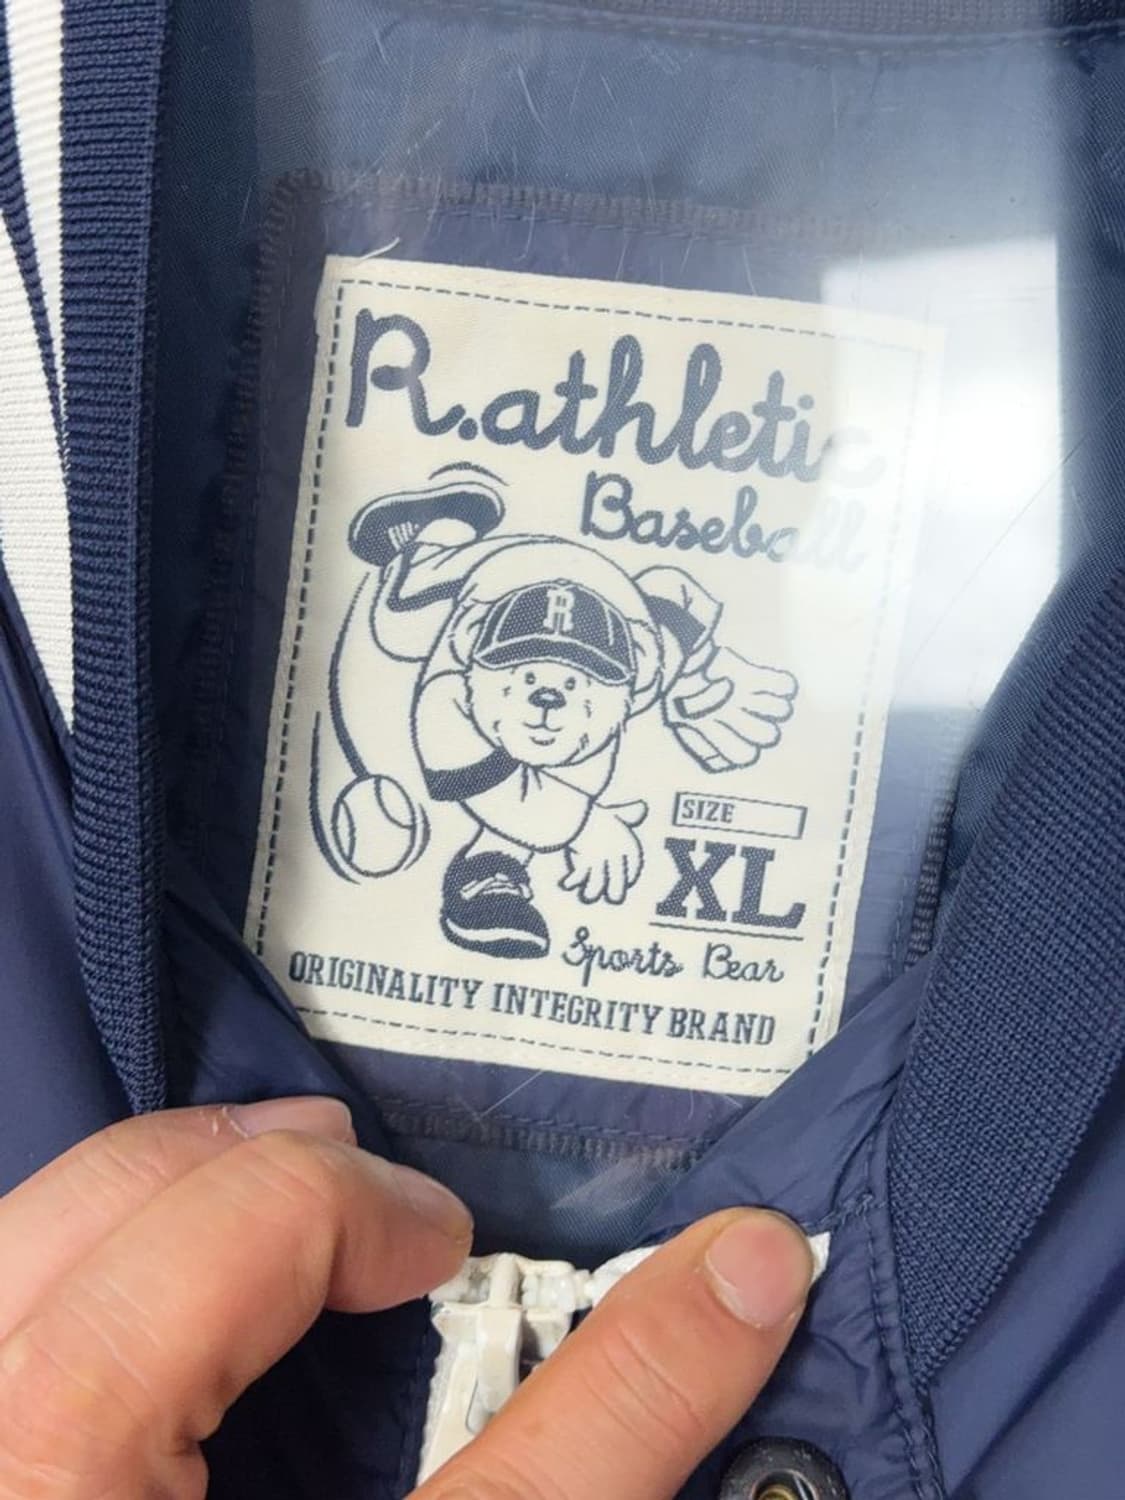 R.athletic
Baseball
R
SIZE
XL
Sports Bear
ORIGINALITY INTEGRITY BRAND